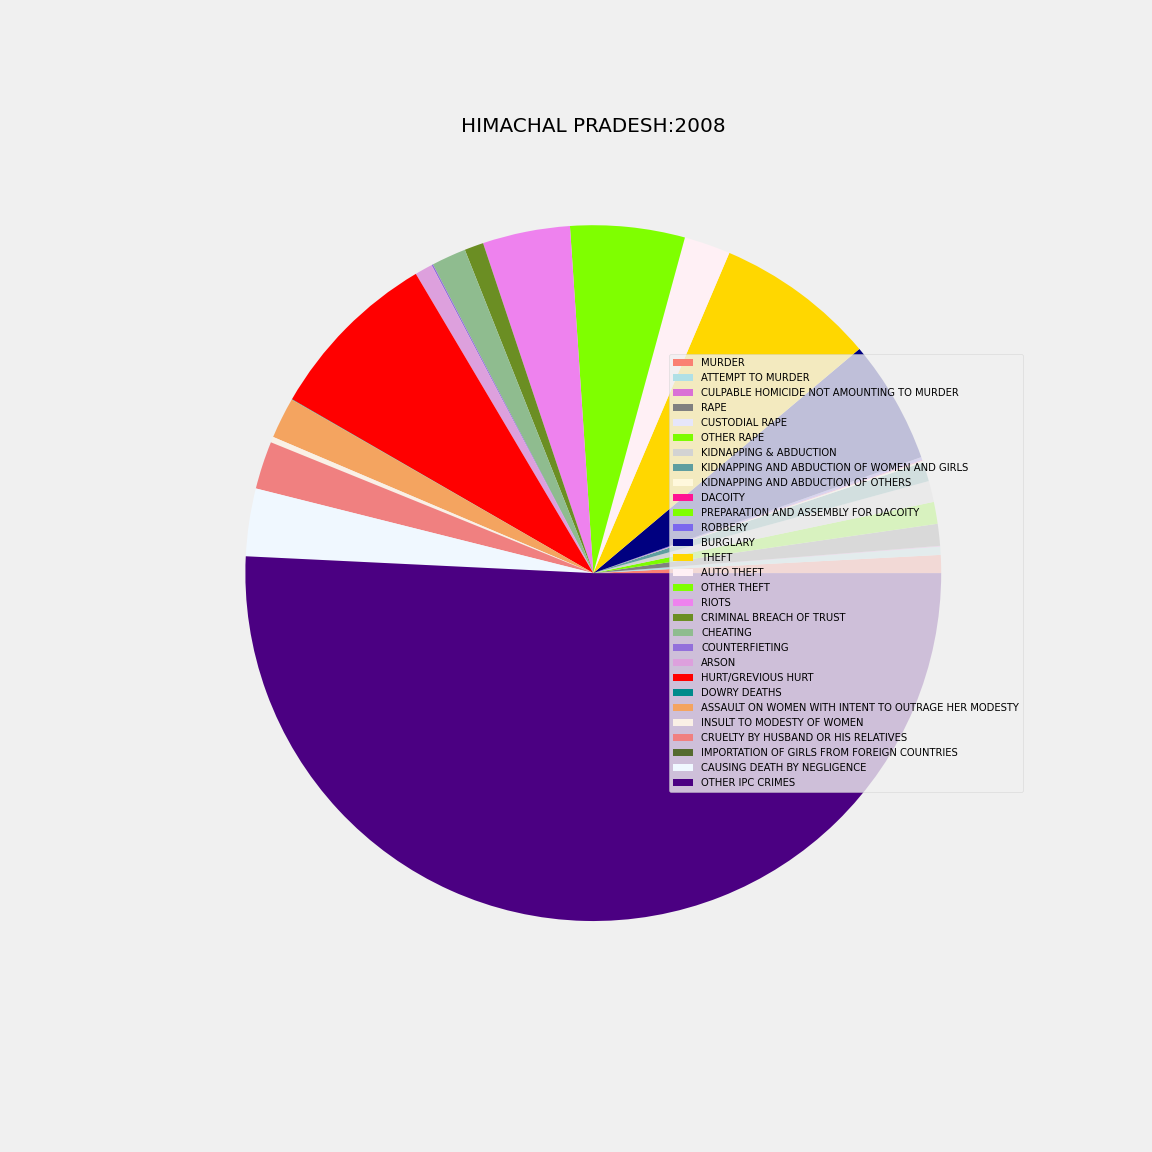 HIMACHAL PRADESH:2008
MURDER
ATTEMPT TO MURDER
CULPABLE HOMICIDE NOT AMOUNTING TO MURDER
RAPE
CUSTODIAL RAPE
OTHER RAPE
KIDNAPPING & ABDUCTION
KIDNAPPING AND ABDUCTION OF WOMEN AND GIRLS
KIDNAPPING AND ABDUCTION OF OTHERS
DACOITY
PREPARATION AND ASSEMBLY FOR DACOITY
ROBBERY
BURGLARY
THEFT
AUTO THEFT
OTHER THEFT
RIOTS
CRIMINAL BREACH OF TRUST
CHEATING
COUNTERFIETING
ARSON
HURT/GREVIOUS HURT
DOWRY DEATHS
ASSAULT ON WOMEN WITH INTENT TO OUTRAGE HER MODESTY
INSULT TO MODESTY OF WOMEN
CRUELTY BY HUSBAND OR HIS RELATIVES
IMPORTATION OF GIRLS FROM FOREIGN COUNTRIES
CAUSING DEATH BY NEGLIGENCE
OTHER IPC CRIMES